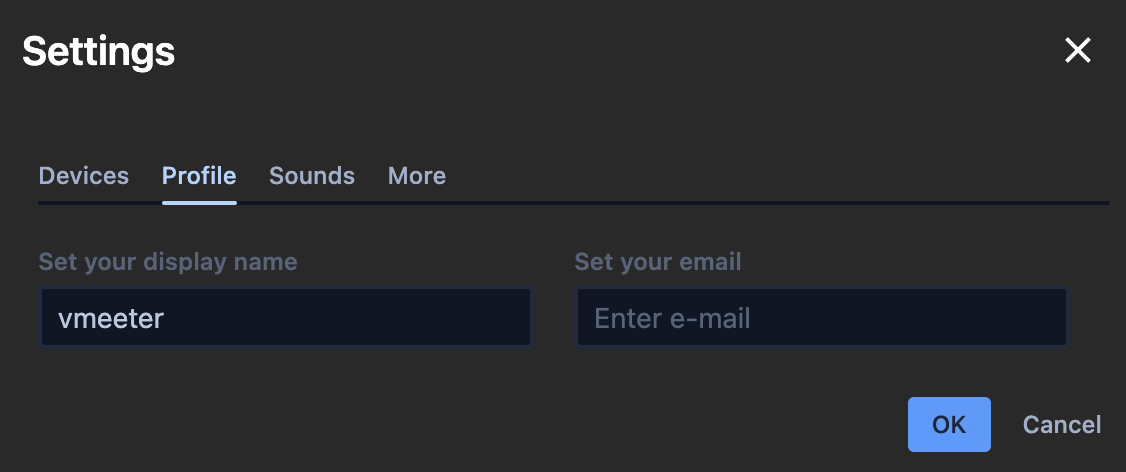 Settings
Devices Profile Sounds More
Set your display name Set your email
vmeeter Enter e-mail
OK Cancel